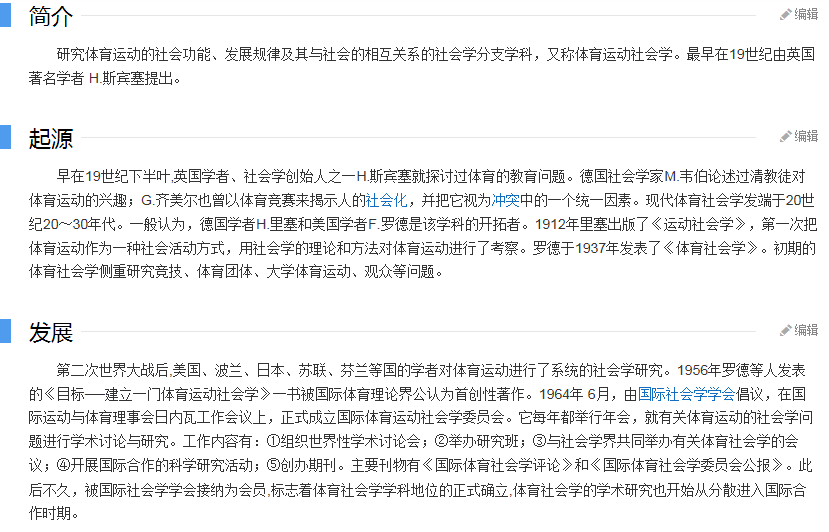 简介
编辑
研究体育运动的社会功能、发展规律及其与社会的相互关系的社会学分支学科，又称体育运动社会学。最早在19世纪由英国
著名学者 H.斯宾塞提出。
起源
编辑
早在19世纪下半叶,英国学者、社会学创始人之一H.斯宾塞就探讨过体育的教育问题。德国社会学家M.韦伯论述过清教徒对
体育运动的兴趣；G.齐美尔也曾以体育竞赛来揭示人的社会化，并把它视为冲突中的一个统一因素。现代体育社会学发端于20世
纪20～30年代。一般认为，德国学者H.里塞和美国学者F.罗德是该学科的开拓者。1912年里塞出版了《运动社会学》，第一次把
体育运动作为一种社会活动方式，用社会学的理论和方法对体育运动进行了考察。罗德于1937年发表了《体育社会学》。初期的
体育社会学侧重研究竞技、体育团体、大学体育运动、观众等问题。
发展
编辑
第二次世界大战后,美国、波兰、日本、苏联、芬兰等国的学者对体育运动进行了系统的社会学研究。1956年罗德等人发表
的《目标──建立一门体育运动社会学》一书被国际体育理论界公认为首创性著作。1964年 6月，由国际社会学学会倡议，在国
际运动与体育理事会日内瓦工作会议上，正式成立国际体育运动社会学委员会。它每年都举行年会，就有关体育运动的社会学问
题进行学术讨论与研究。工作内容有：①组织世界性学术讨论会；②举办研究班；③与社会学界共同举办有关体育社会学的会
议；④开展国际合作的科学研究活动；⑤创办期刊。主要刊物有《国际体育社会学评论》和《国际体育社会学委员会公报》。此
后不久，被国际社会学学会接纳为会员,标志着体育社会学学科地位的正式确立,体育社会学的学术研究也开始从分散进入国际合
作时期。